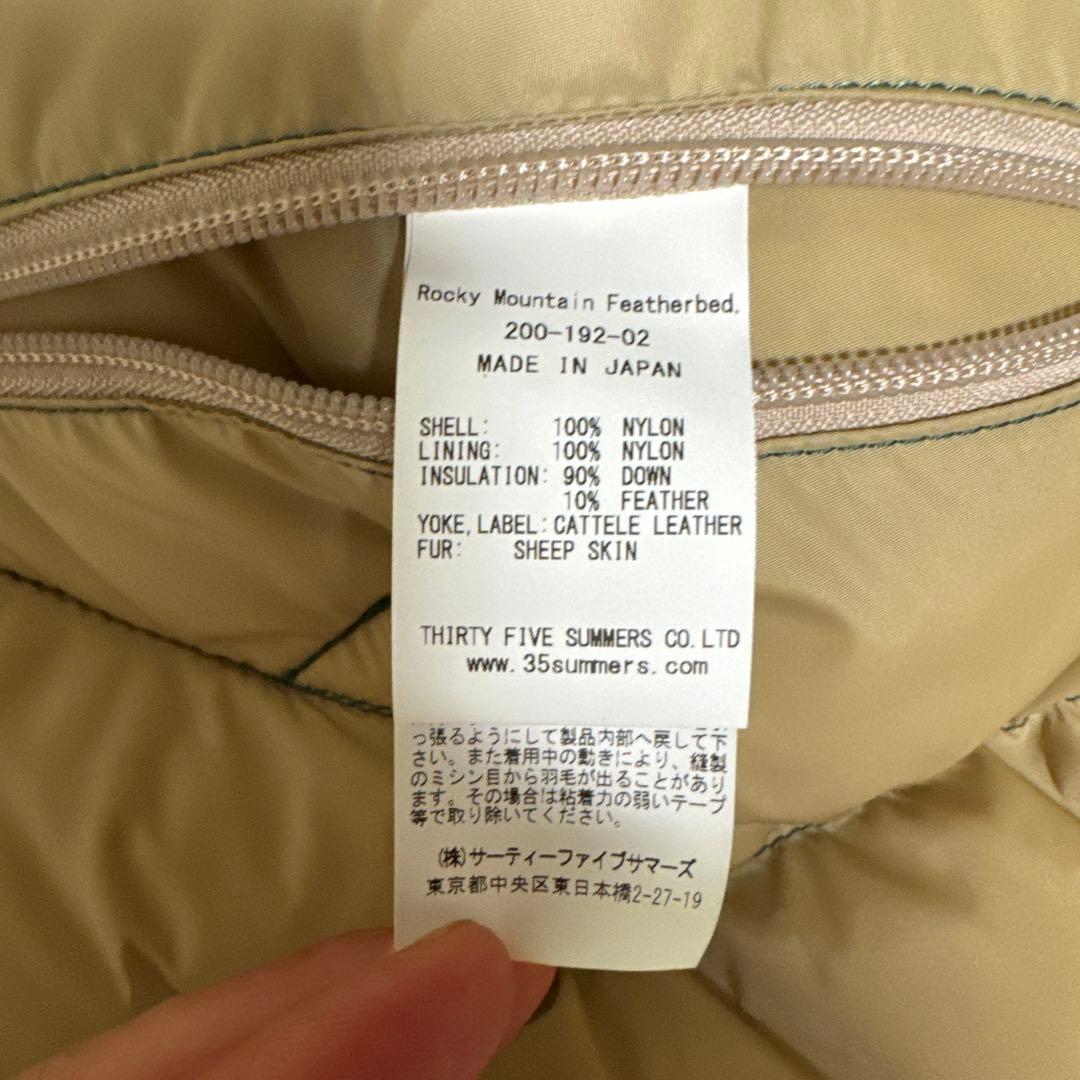 Rocky Mountain Featherbed.
200-192-02
MADE IN JAPAN
SHELL: 100% NYLON
LINING: 100% NYLON
INSULATION: 90% DOWN
10% FEATHER
YOKE,LABEL:CATTELE LEATHER
FUR: SHEEP SKIN
THIRTY FIVE SUMMERS CO.LTD
www.35summers.com
っ張るようにして製品内部へ戻して下
さい。また着用中の動きにより、縫製
のミシン目から羽毛が出ることがあり
ます。その場合は粘着力の弱いテープ
等で取り除いてください。
(株)サーティーファイブサマーズ
東京都中央区東日本橋2-27-19